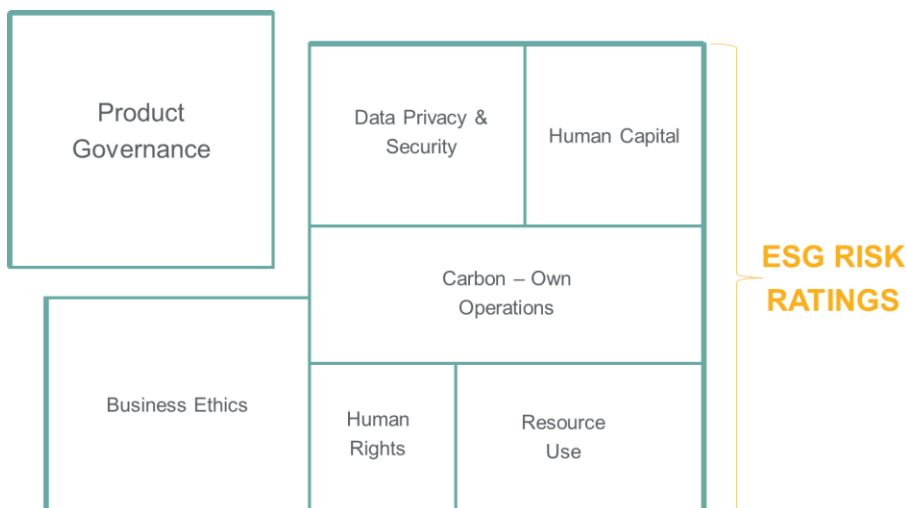 Product
Governance
Data Privacy &
Security
Human Capital
Carbon – Own
Operations
ESG RISK
RATINGS
Business Ethics
Human
Rights
Resource
Use